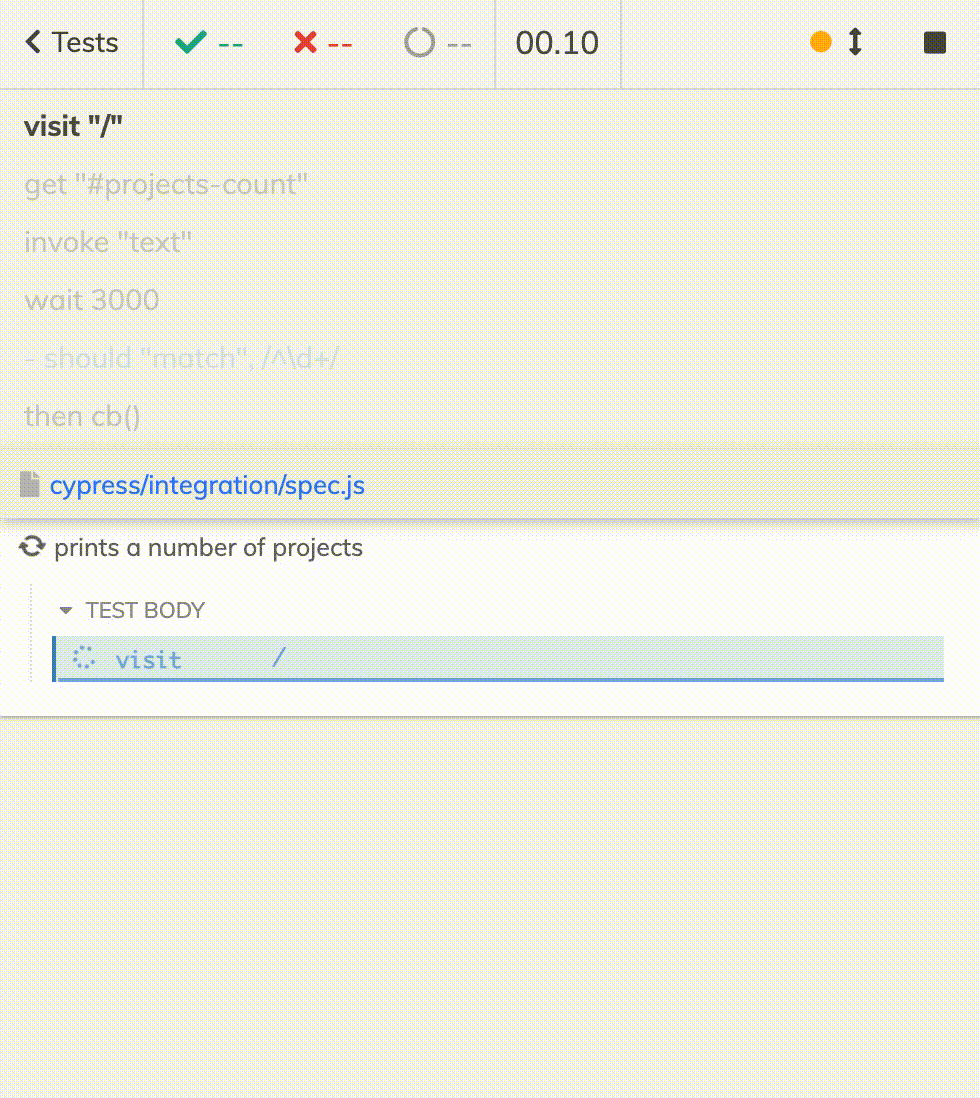 Tests -- -- -- 00.10
visit "/"
get "#projects-count"
invoke "text"
wait 3000
- should "match", /^\d+/
then cb()
cypress/integration/spec.js
prints a number of projects
TEST BODY
visit /